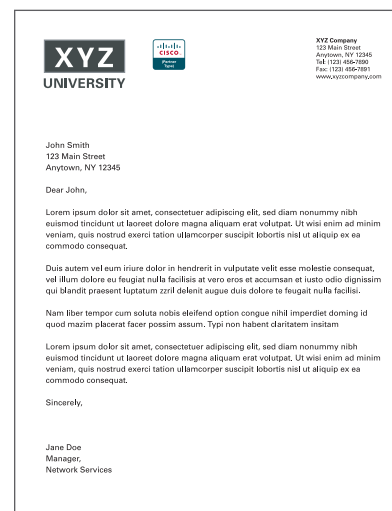 XYZ
UNIVERSITY
CISCO
Partner
Type
XYZ Company
123 Main Street
Anytown, NY 12345
Tel: (123) 456-7890
Fax: (123) 456-7891
www.xyzcompany.com
John Smith
123 Main Street
Anytown, NY 12345
Dear John,
Lorem ipsum dolor sit amet, consectetuer adipiscing elit, sed diam nonummy nibh
euismod tincidunt ut laoreet dolore magna aliquam erat volutpat. Ut wisi enim ad minim
veniam, quis nostrud exerci tation ullamcorper suscipit lobortis nisl ut aliquip ex ea
commodo consequat.
Duis autem vel eum iriure dolor in hendrerit in vulputate velit esse molestie consequat,
vel illum dolore eu feugiat nulla facilisis at vero eros et accumsan et iusto odio dignissim
qui blandit praesent luptatum zzril delenit augue duis dolore te feugait nulla facilisi.
Nam liber tempor cum soluta nobis eleifend option congue nihil imperdiet doming id
quod mazim placerat facer possim assum. Typi non habent claritatem insitam
Lorem ipsum dolor sit amet, consectetuer adipiscing elit, sed diam nonummy nibh
euismod tincidunt ut laoreet dolore magna aliquam erat volutpat. Ut wisi enim ad minim
veniam, quis nostrud exerci tation ullamcorper suscipit lobortis nisl ut aliquip ex ea
commodo consequat.
Sincerely,
Jane Doe
Manager,
Network Services